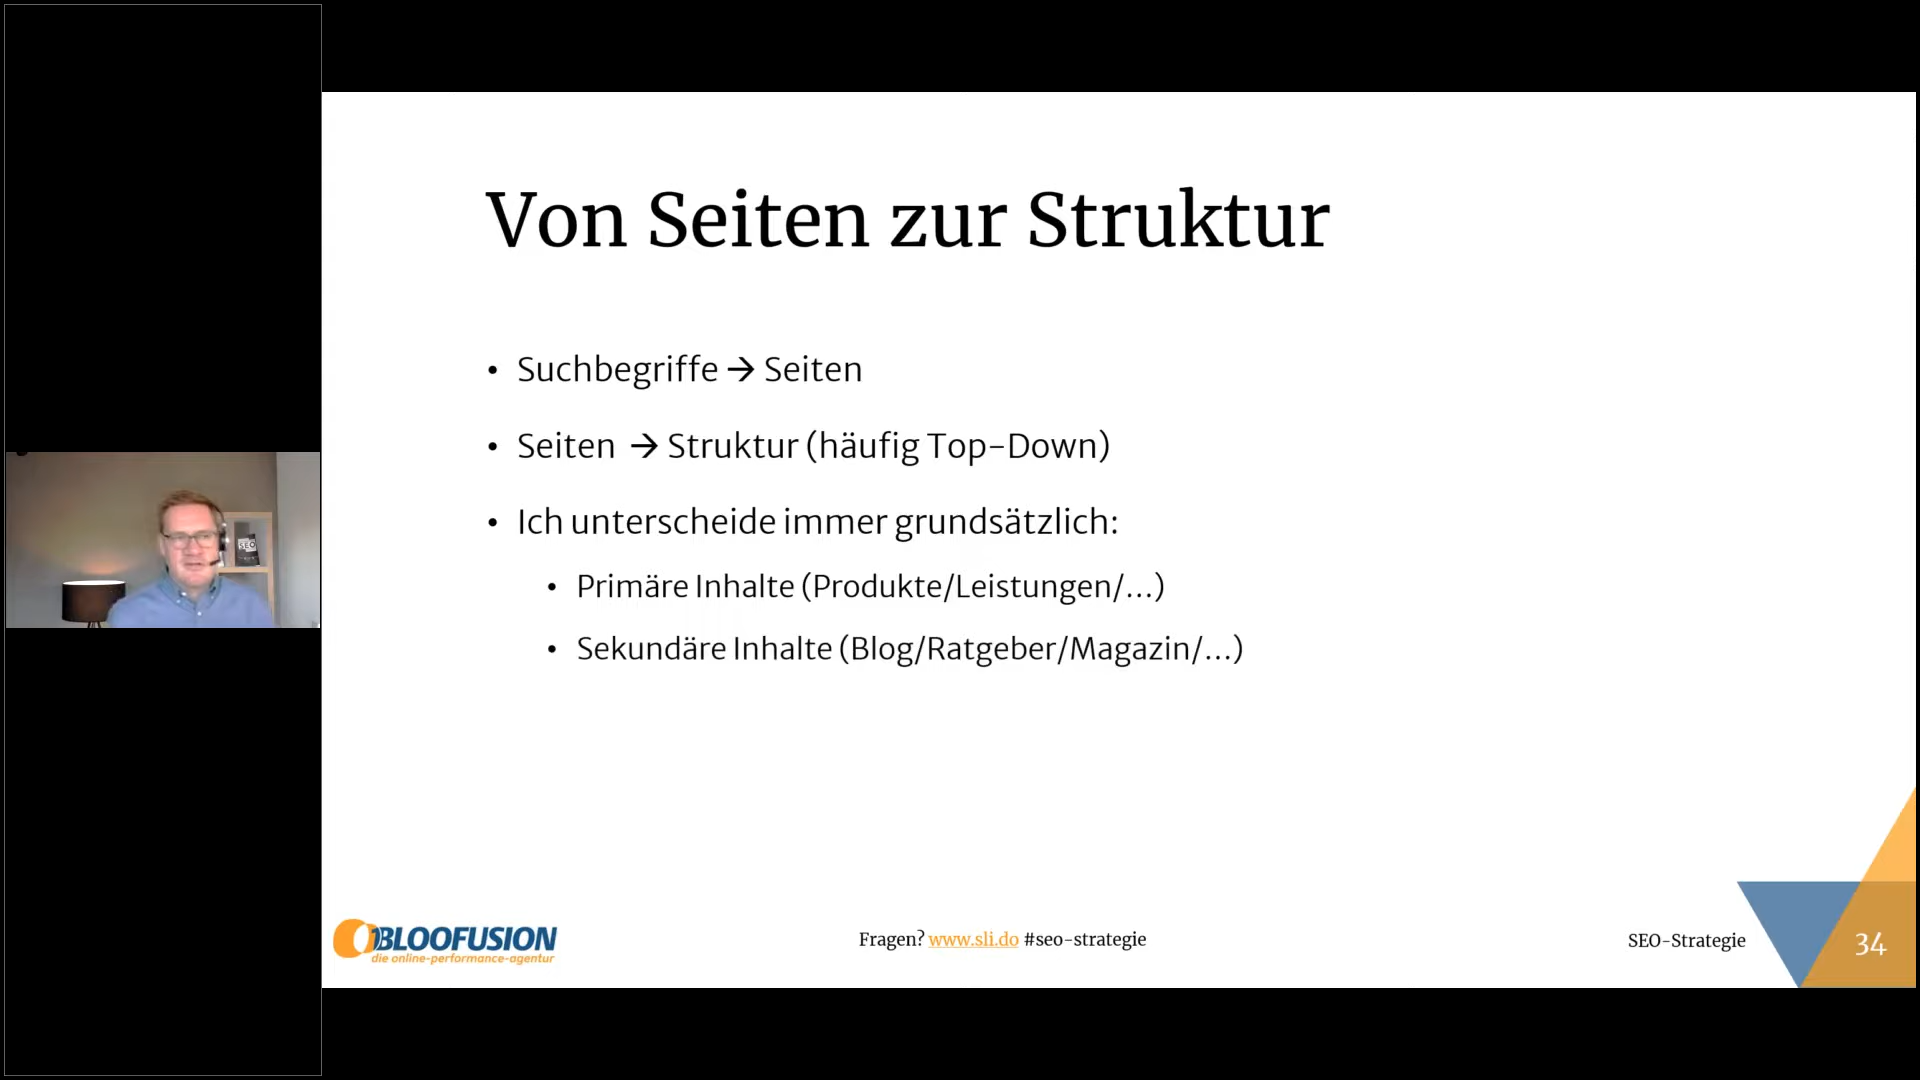 Von Seiten zur Struktur
• Suchbegriffe → Seiten
• Seiten → Struktur (häufig Top-Down)
• Ich unterscheide immer grundsätzlich:
• Primäre Inhalte (Produkte/Leistungen/…)
• Sekundäre Inhalte (Blog/Ratgeber/Magazin/…)
SEO
BLOOFUSION
die online-performance-agentur
Fragen? www.sli.do #seo-strategie
SEO-Strategie
34